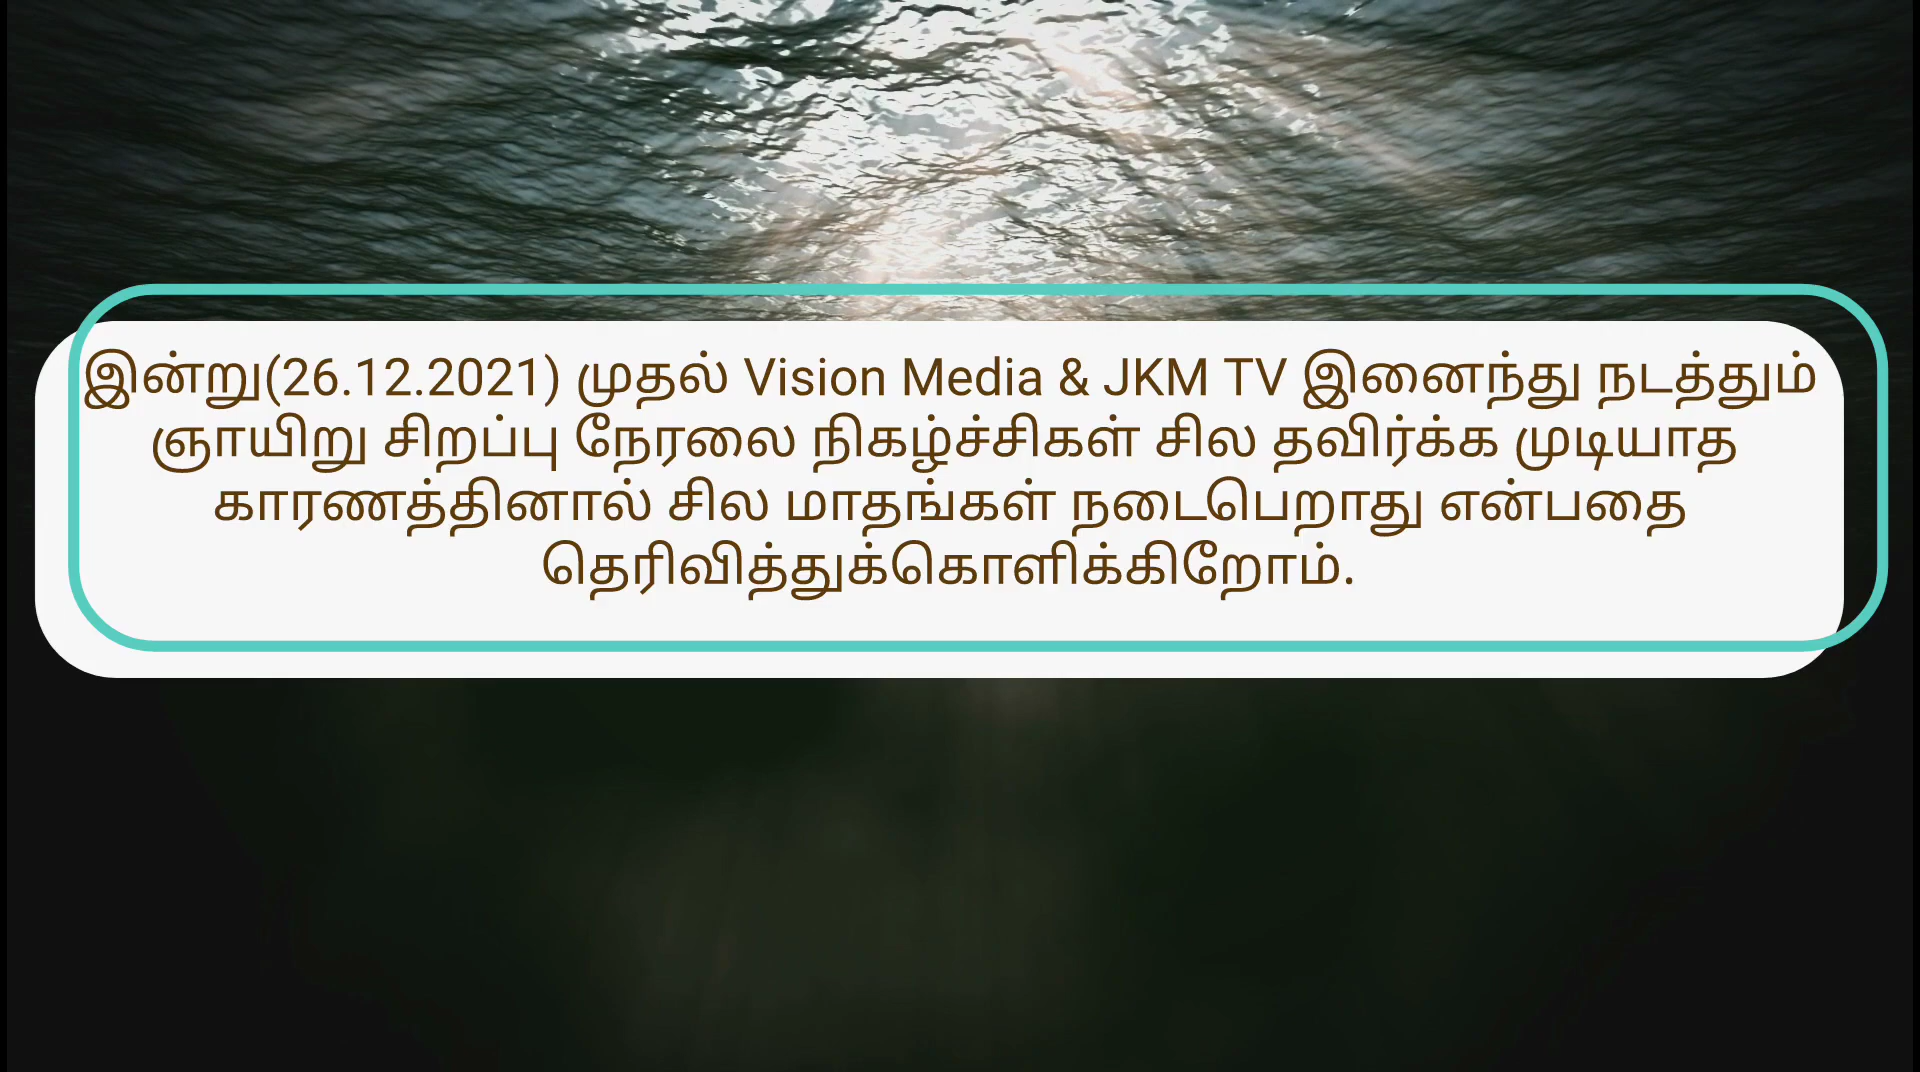 இன்று(26.12.2021) முதல் Vision Media & JKM TV இனைந்து நடத்தும்
ஞாயிறு சிறப்பு நேரலை நிகழ்ச்சிகள் சில தவிர்க்க முடியாத
காரணத்தினால் சில மாதங்கள் நடைபெறாது என்பதை
தெரிவித்துக்கொளிக்கிறோம்.